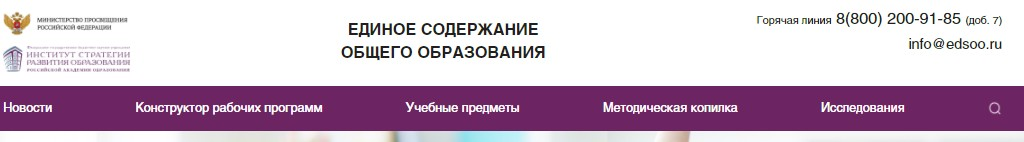 МИНИСТЕРСТВО ПРОСВЕЩЕНИЯ
РОССИЙСКОЙ ФЕДЕРАЦИИ
ИНСТИТУТ СТРАТЕГИИ
РАЗВИТИЯ ОБРАЗОВАНИЯ
РОССИЙСКОЙ АКАДЕМИИ ОБРАЗОВАНИЯ
ЕДИНОЕ СОДЕРЖАНИЕ
ОБЩЕГО ОБРАЗОВАНИЯ
Горячая линия 8(800) 200-91-85 (доб. 7)
info@edsoo.ru
Новости Конструктор рабочих программ Учебные предметы Методическая копилка Исследования